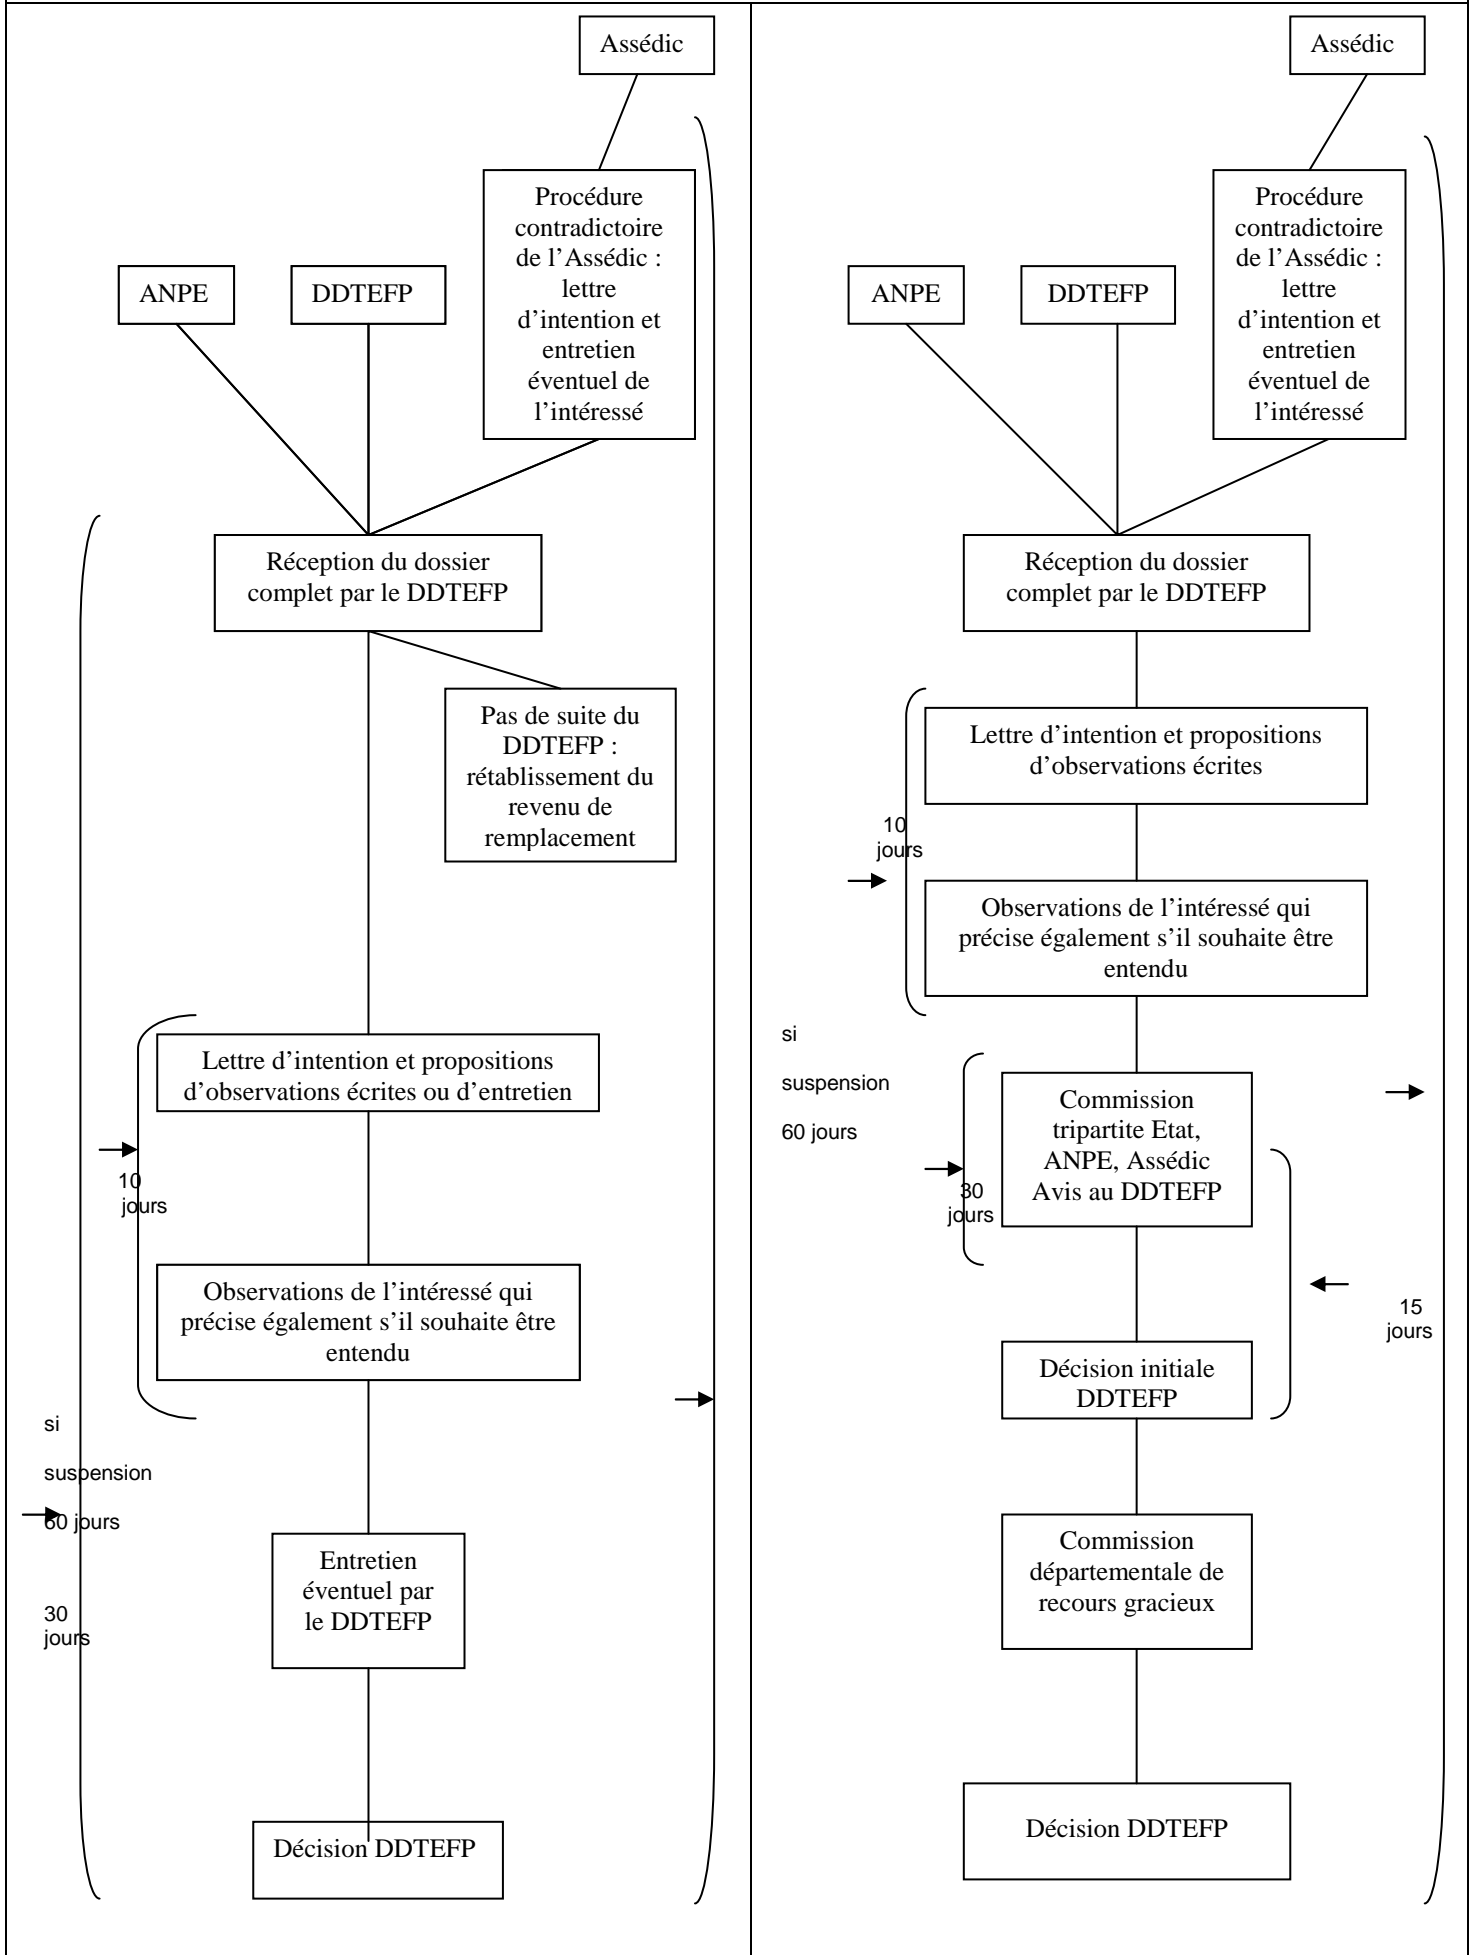 Assédic
Procédure
contradictoire
de l’Assédic :
lettre
d’intention et
entretien
éventuel de
l’intéressé
ANPE
DDTEFP
Réception du dossier
complet par le DDTEFP
Pas de suite du
DDTEFP :
rétablissement du
revenu de
remplacement
Lettre d’intention et propositions
d’observations écrites ou d’entretien
10
jours
Observations de l’intéressé qui
précise également s’il souhaite être
entendu
si
suspension
60 jours
30
jours
Entretien
éventuel par
le DDTEFP
Décision DDTEFP
Assédic
Procédure
contradictoire
de l’Assédic :
lettre
d’intention et
entretien
éventuel de
l’intéressé
ANPE
DDTEFP
Réception du dossier
complet par le DDTEFP
Lettre d’intention et propositions
d’observations écrites
10
jours
Observations de l’intéressé qui
précise également s’il souhaite être
entendu
si
suspension
60 jours
Commission
tripartite Etat,
ANPE, Assédic
Avis au DDTEFP
30
jours
15
jours
Décision initiale
DDTEFP
Commission
départementale de
recours gracieux
Décision DDTEFP